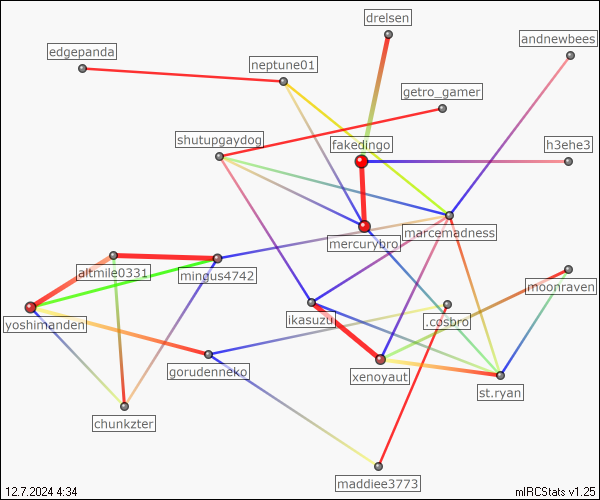 drelsen
andnewbees
edgepanda
neptune01
getro_gamer
shutupgaydog
fakedingo
h3ehe3
marcemadness
mercurybro
altmile0331
mingus4742
moonraven
yoshimanden
ikasuzu
.cosbro
gorudenneko
xenoyaut
st.ryan
chunkzter
maddiee3773
12.7.2024 4:34
mIRCStats v1.25